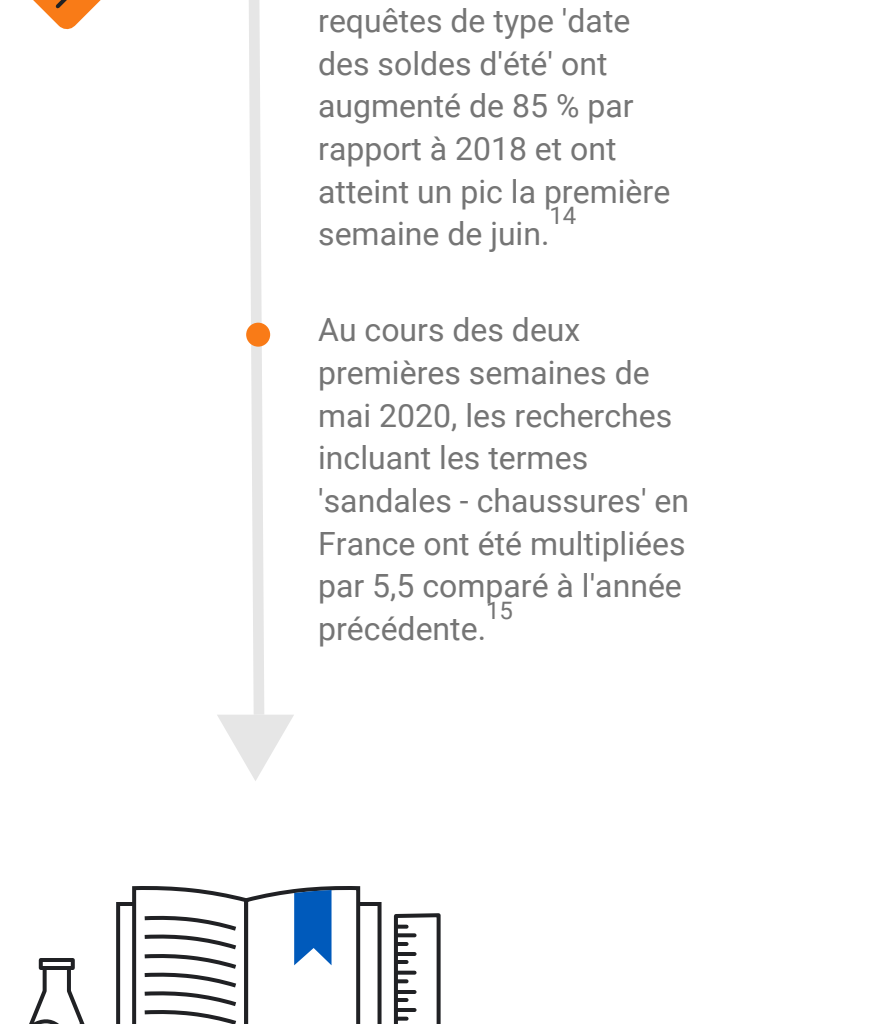 requêtes de type 'date
des soldes d'été' ont
augmenté de 85 % par
rapport à 2018 et ont
atteint un pic la première
semaine de juin.14
Au cours des deux
premières semaines de
mai 2020, les recherches
incluant les termes
'sandales - chaussures' en
France ont été multipliées
par 5,5 comparé à l'année
précédente.15